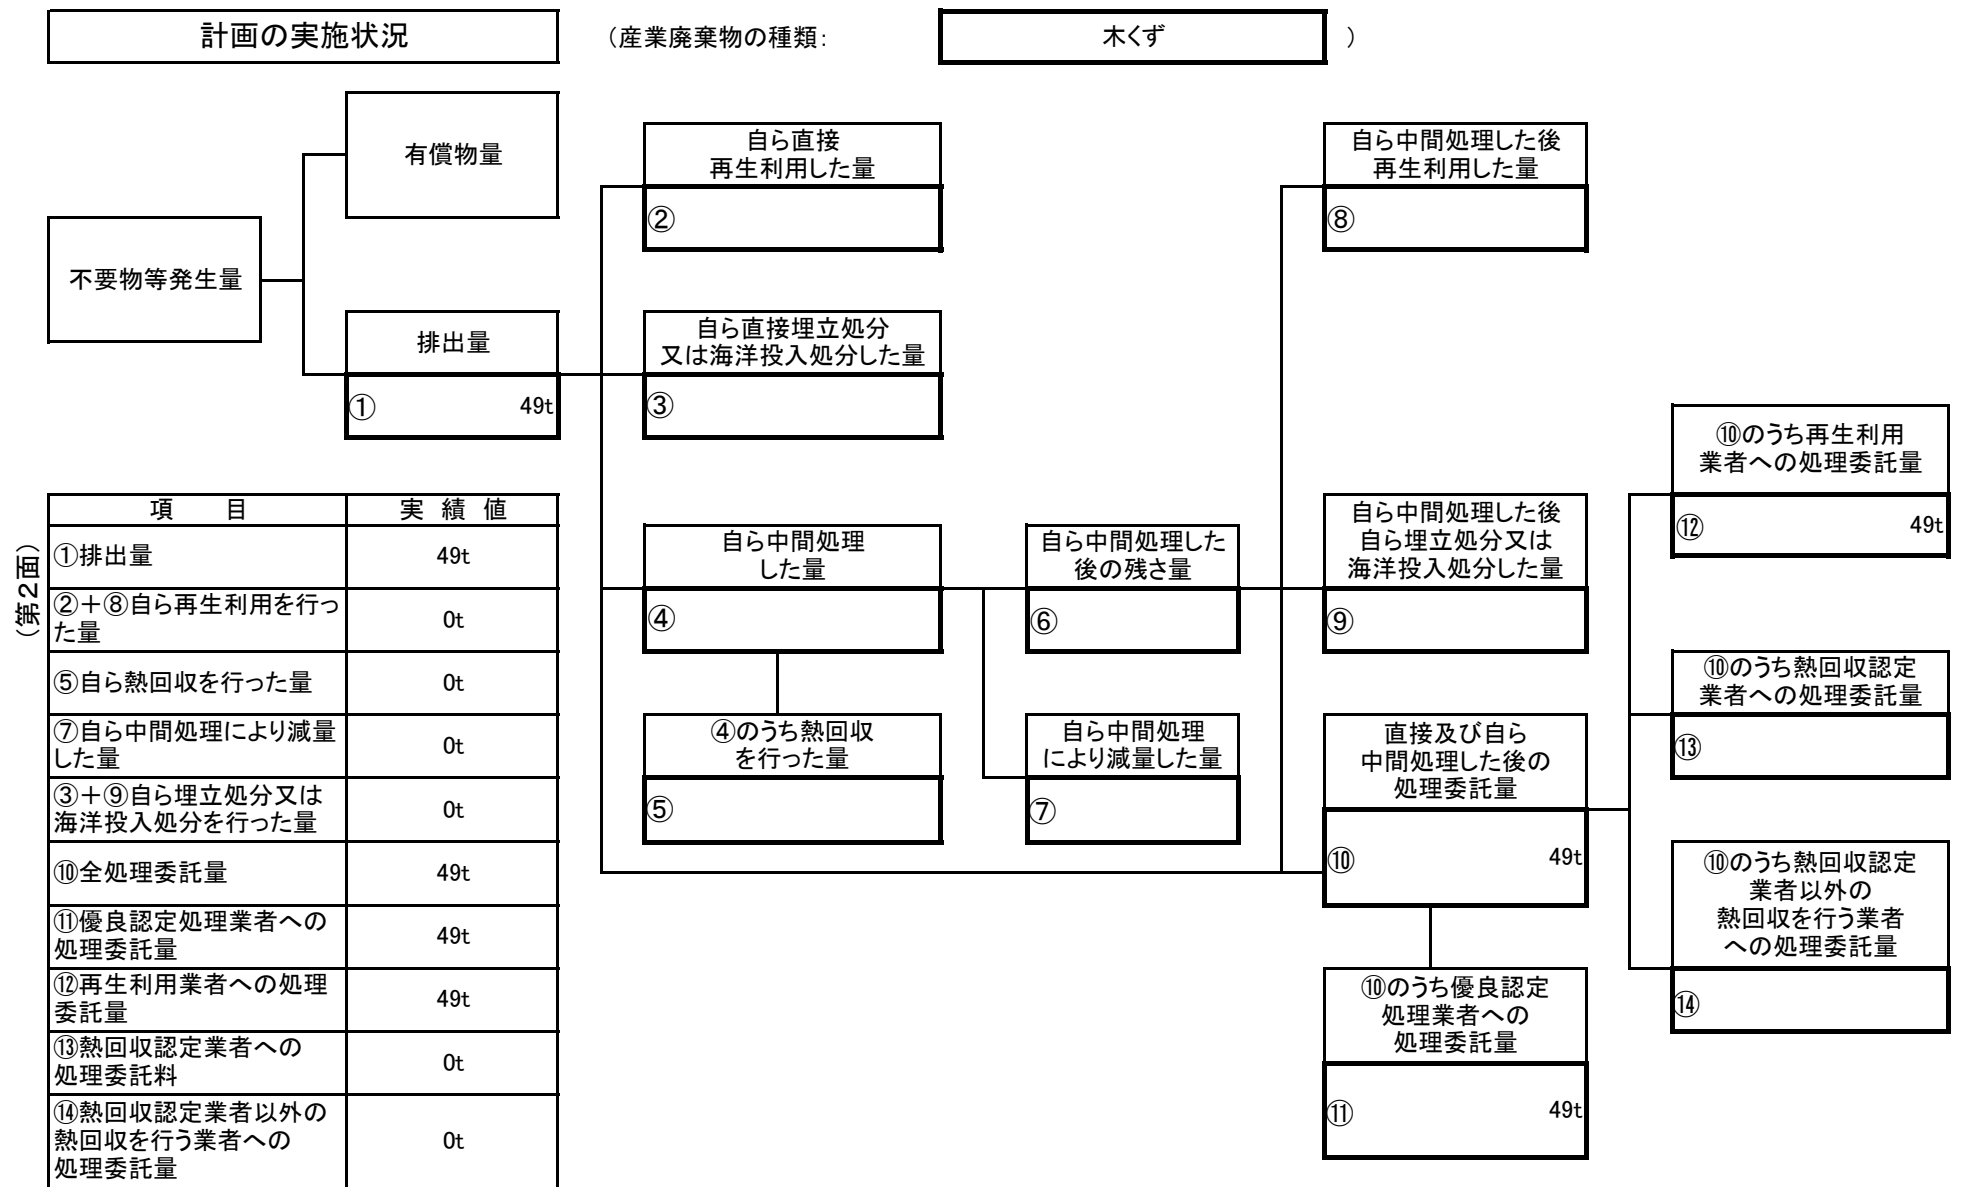 計画の実施状況
（産業廃棄物の種類：
木くず
）
有償物量
不要物等発生量
排出量
① 49t
自ら直接
再生利用した量
②
自ら直接埋立処分
又は海洋投入処分した量
③
自ら中間処理した後
再生利用した量
⑧
（第2面）
項 目 実 績 値
①排出量 49t
②＋⑧自ら再生利用を行っ
た量 0t
⑤自ら熱回収を行った量 0t
⑦自ら中間処理により減量
した量 0t
③＋⑨自ら埋立処分又は
海洋投入処分を行った量 0t
⑩全処理委託量 49t
⑪優良認定処理業者への
処理委託量 49t
⑫再生利用業者への処理
委託量 49t
⑬熱回収認定業者への
処理委託料 0t
⑭熱回収認定業者以外の
熱回収を行う業者への
処理委託量 0t
自ら中間処理
した量
④
④のうち熱回収
を行った量
⑤
自ら中間処理した
後の残さ量
⑥
自ら中間処理
により減量した量
⑦
自ら中間処理した後
自ら埋立処分又は
海洋投入処分した量
⑨
直接及び自ら
中間処理した後の
処理委託量
⑩ 49t
⑩のうち優良認定
処理業者への
処理委託量
⑪ 49t
⑩のうち再生利用
業者への処理委託量
⑫ 49t
⑩のうち熱回収認定
業者への処理委託量
⑬
⑩のうち熱回収認定
業者以外の
熱回収を行う業者
への処理委託量
⑭